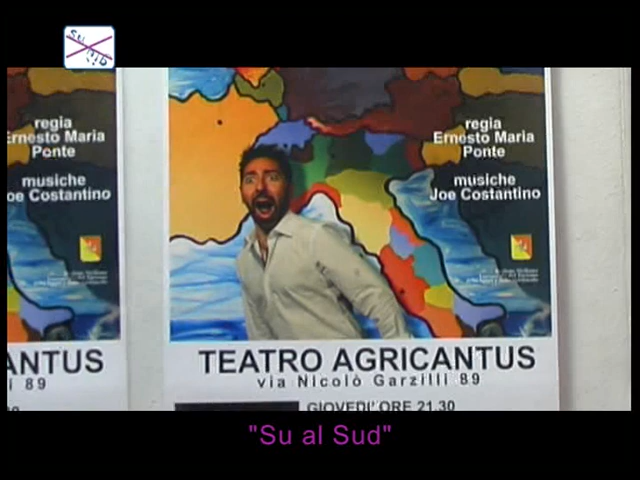 regia
Ernesto Maria
Ponte
musiche
Joe Costantino
regia
Ernesto Maria
Ponte
musiche
Joe Costantino
ANTUS
TEATRO AGRICANTUS
i 89
via Nicolò Garzilli 89
GIOVEDI' ORE 21.30
"Su al Sud"